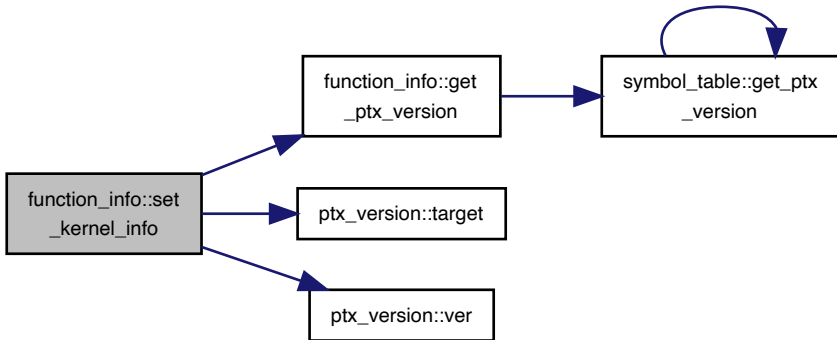 function_info::get
_ptx_version
symbol_table::get_ptx
_version
function_info::set
_kernel_info
ptx_version::target
ptx_version::ver